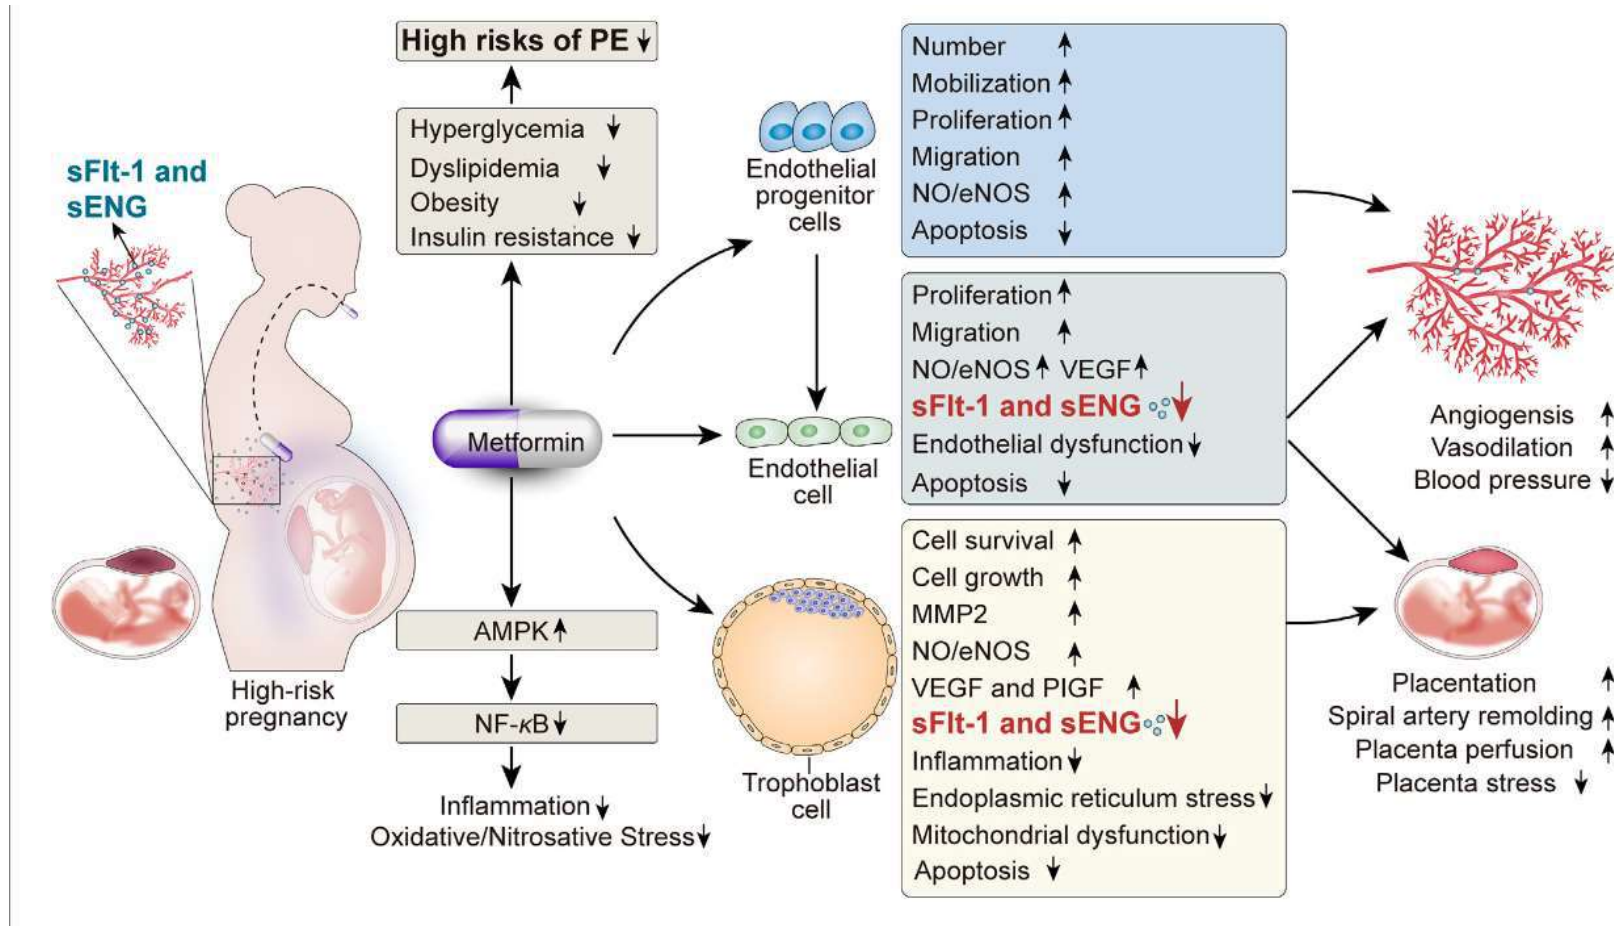 High risks of PE ↓
Hyperglycemia ↓
Dyslipidemia ↓
Obesity ↓
Insulin resistance ↓
sFlt-1 and
sENG
High-risk
pregnancy
Metformin
AMPK ↑
NF-κB ↓
Inflammation ↓
Oxidative/Nitrosative Stress ↓
Endothelial
progenitor
cells
Endothelial
cell
Trophoblast
cell
Number ↑
Mobilization ↑
Proliferation ↑
Migration ↑
NO/eNOS ↑
Apoptosis ↓
Proliferation ↑
Migration ↑
NO/eNOS ↑ VEGF ↑
sFlt-1 and sENG ↓
Endothelial dysfunction ↓
Apoptosis ↓
Cell survival ↑
Cell growth ↑
MMP2 ↑
NO/eNOS ↑
VEGF and PIGF ↑
sFlt-1 and sENG ↓
Inflammation ↓
Endoplasmic reticulum stress ↓
Mitochondrial dysfunction ↓
Apoptosis ↓
Angiogensis ↑
Vasodilation ↑
Blood pressure ↓
Placentation ↑
Spiral artery remolding ↑
Placenta perfusion ↑
Placenta stress ↓